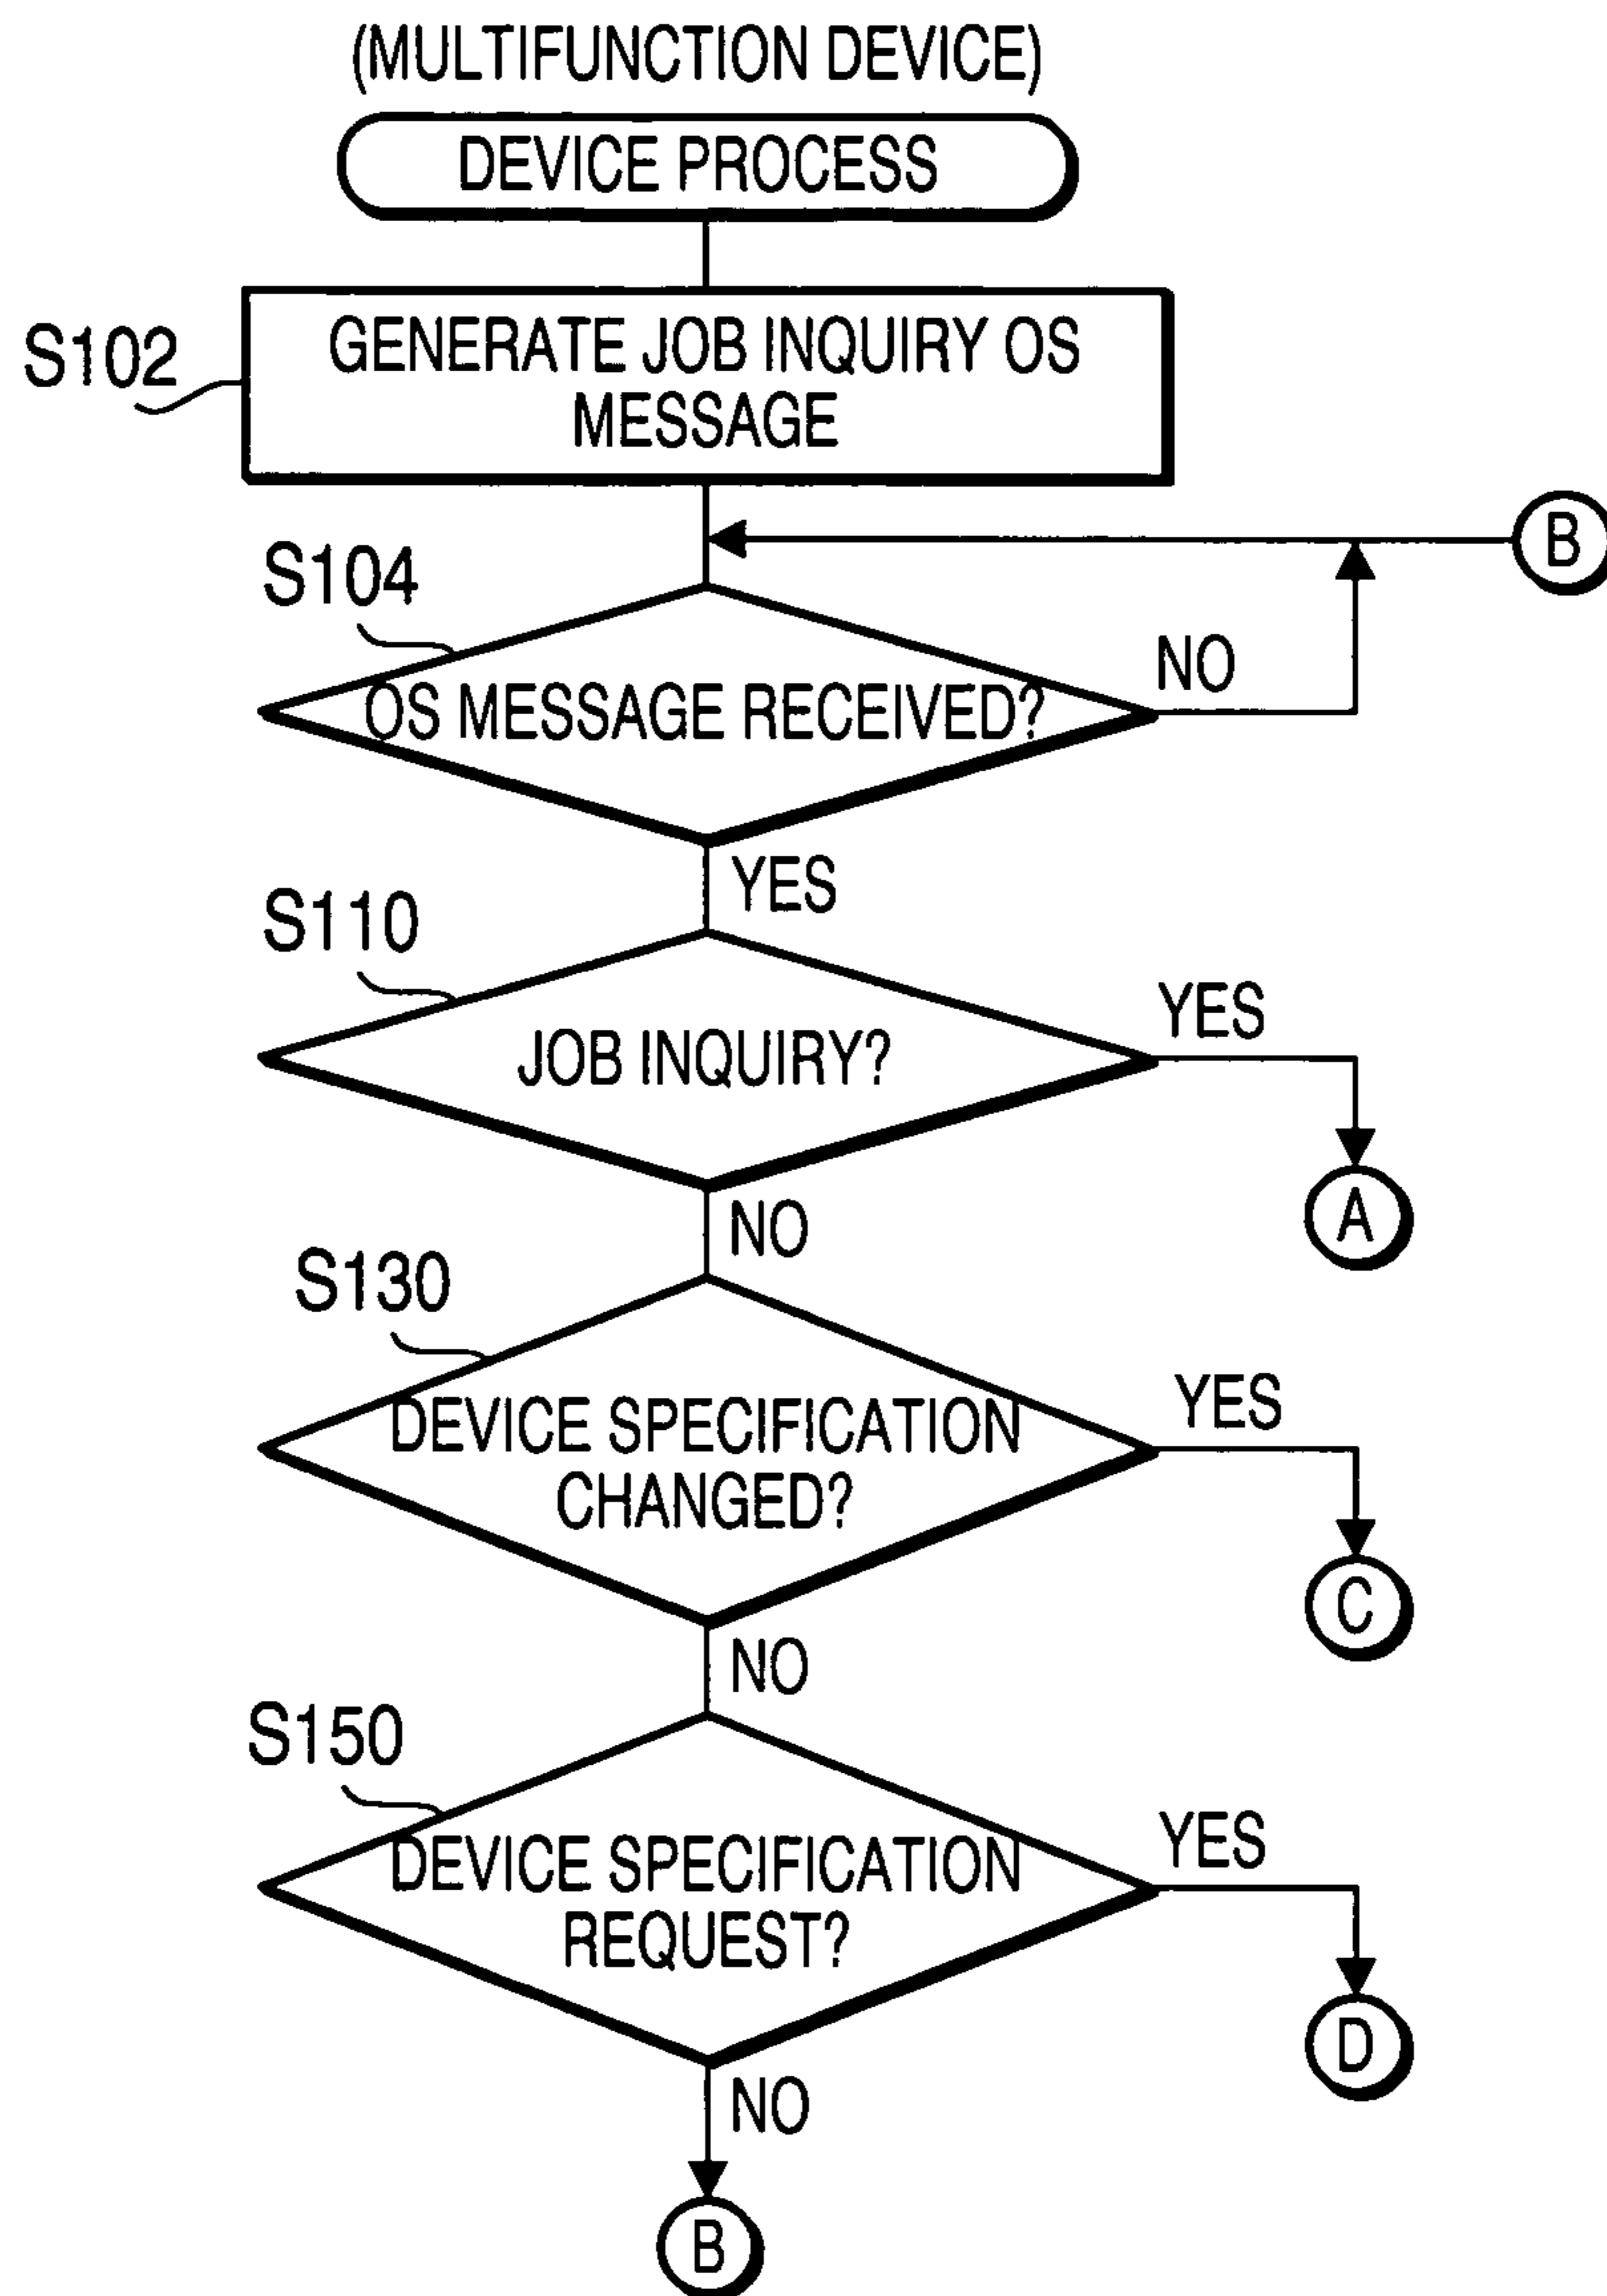 (MULTIFUNCTION DEVICE)
DEVICE PROCESS
S102
GENERATE JOB INQUIRY OS
MESSAGE
B
S104
OS MESSAGE RECEIVED?
NO
YES
S110
JOB INQUIRY?
YES
A
NO
S130
DEVICE SPECIFICATION
CHANGED?
YES
C
NO
S150
DEVICE SPECIFICATION
REQUEST?
YES
D
NO
B